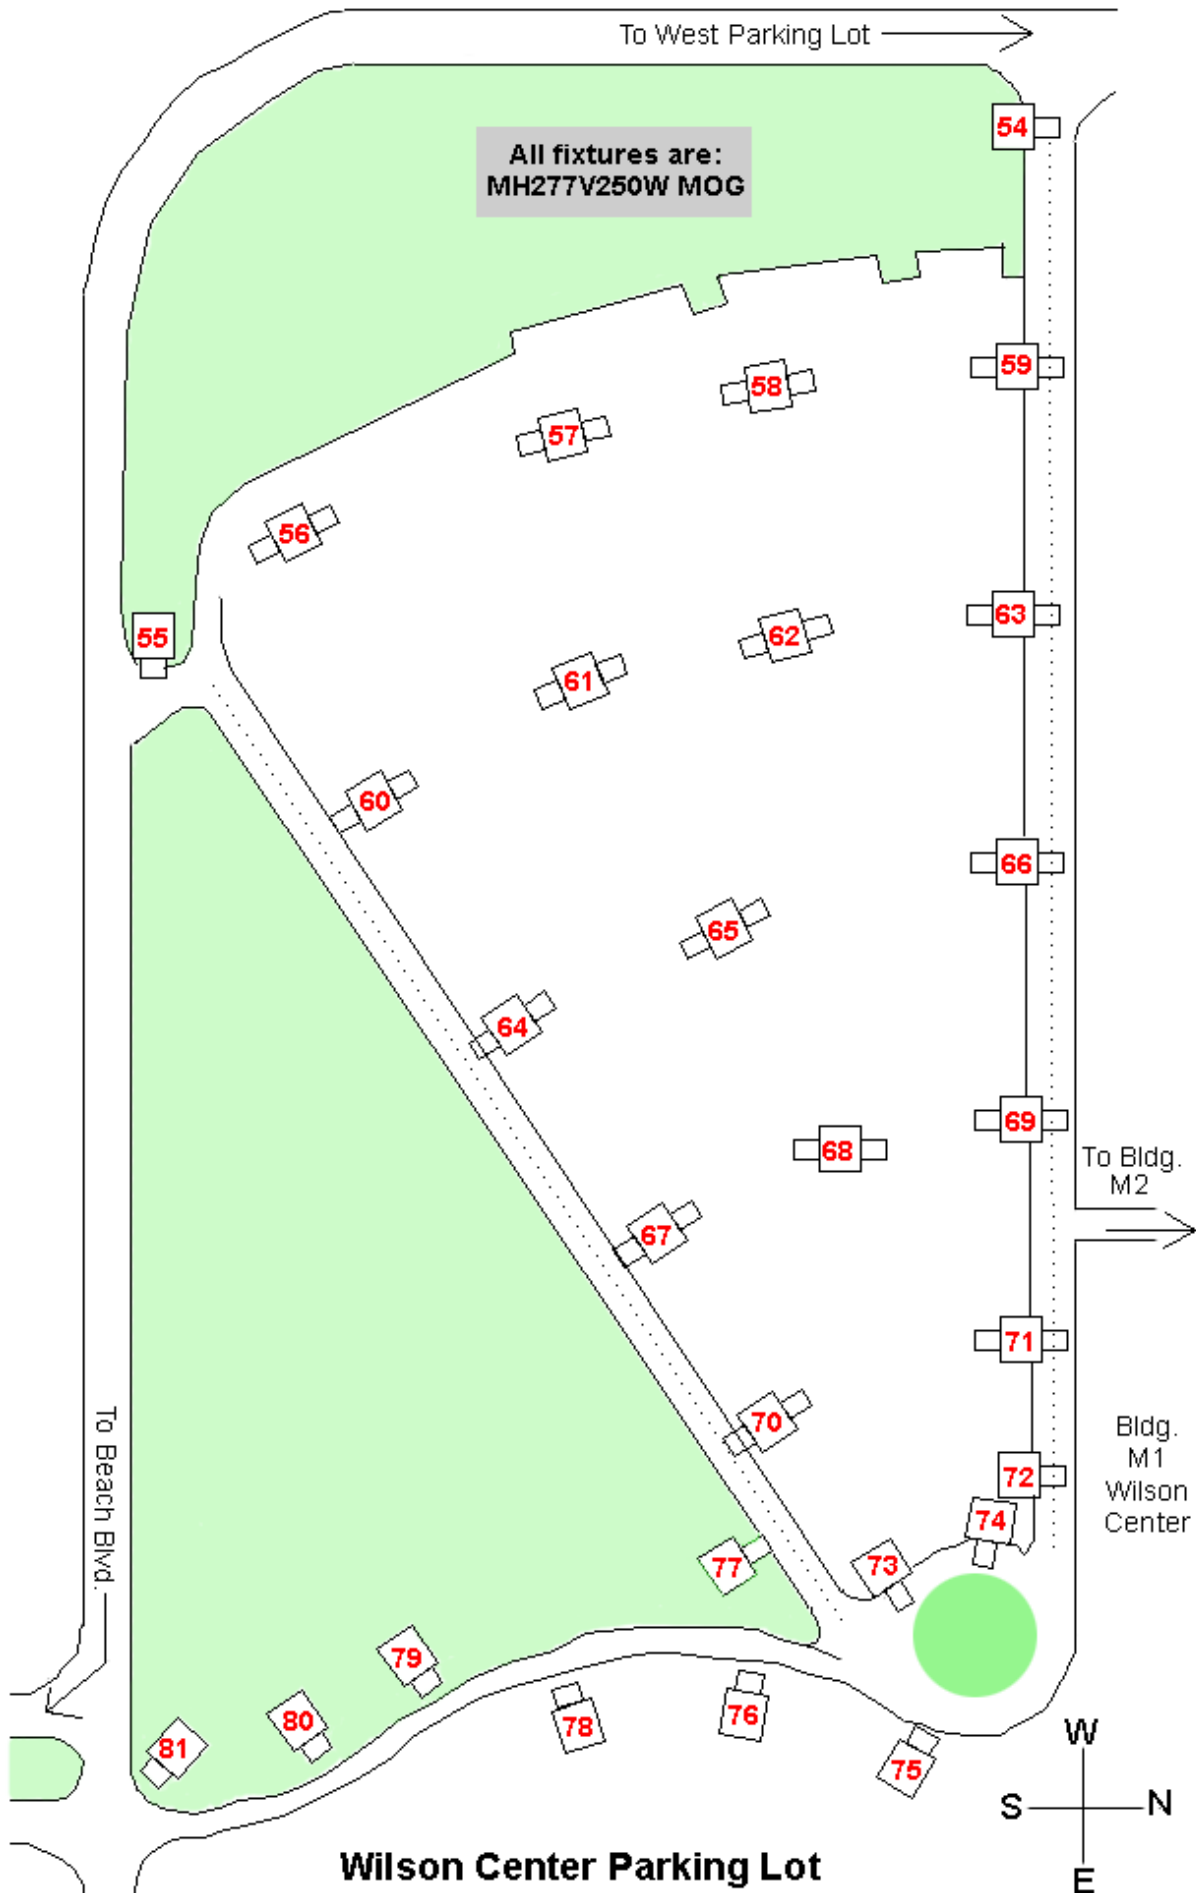 To West Parking Lot
54
All fixtures are:
MH277V250W MOG
59
58
57
56
63
62
55
61
60
66
65
64
69
68
To Bldg.
M2
67
71
70
To Beach Blvd.
Bldg.
M1
Wilson
Center
72
74
73
77
79
76
78
80
81
75
W
S
N
E
Wilson Center Parking Lot